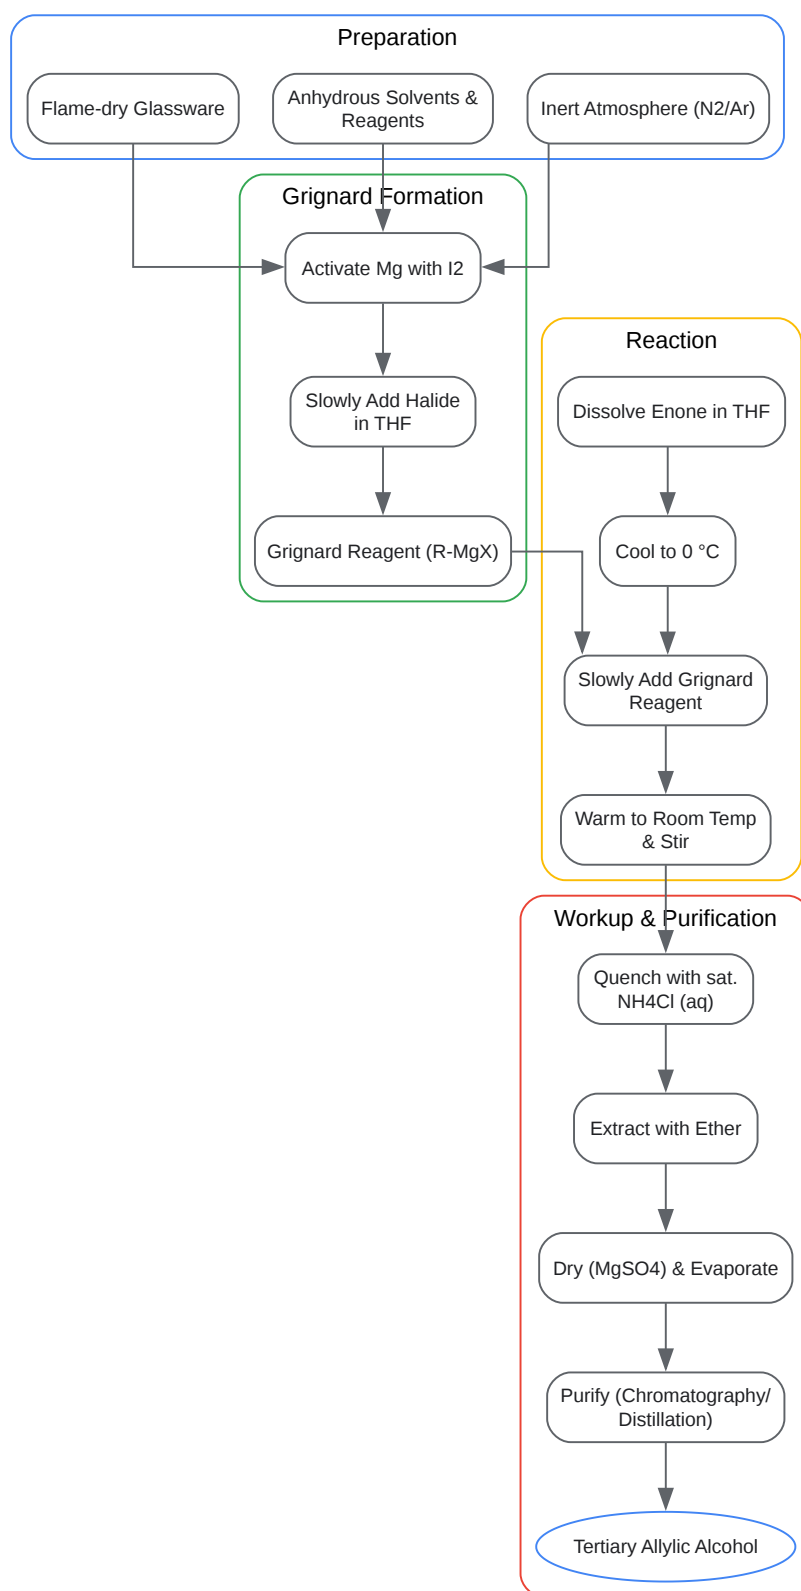 Preparation
Flame-dry Glassware
Anhydrous Solvents &
Reagents
Inert Atmosphere (N2/Ar)
Grignard Formation
Activate Mg with I2
Slowly Add Halide
in THF
Grignard Reagent (R-MgX)
Reaction
Dissolve Enone in THF
Cool to 0 °C
Slowly Add Grignard
Reagent
Warm to Room Temp
& Stir
Workup & Purification
Quench with sat.
NH4Cl (aq)
Extract with Ether
Dry (MgSO4) & Evaporate
Purify (Chromatography/
Distillation)
Tertiary Allylic Alcohol